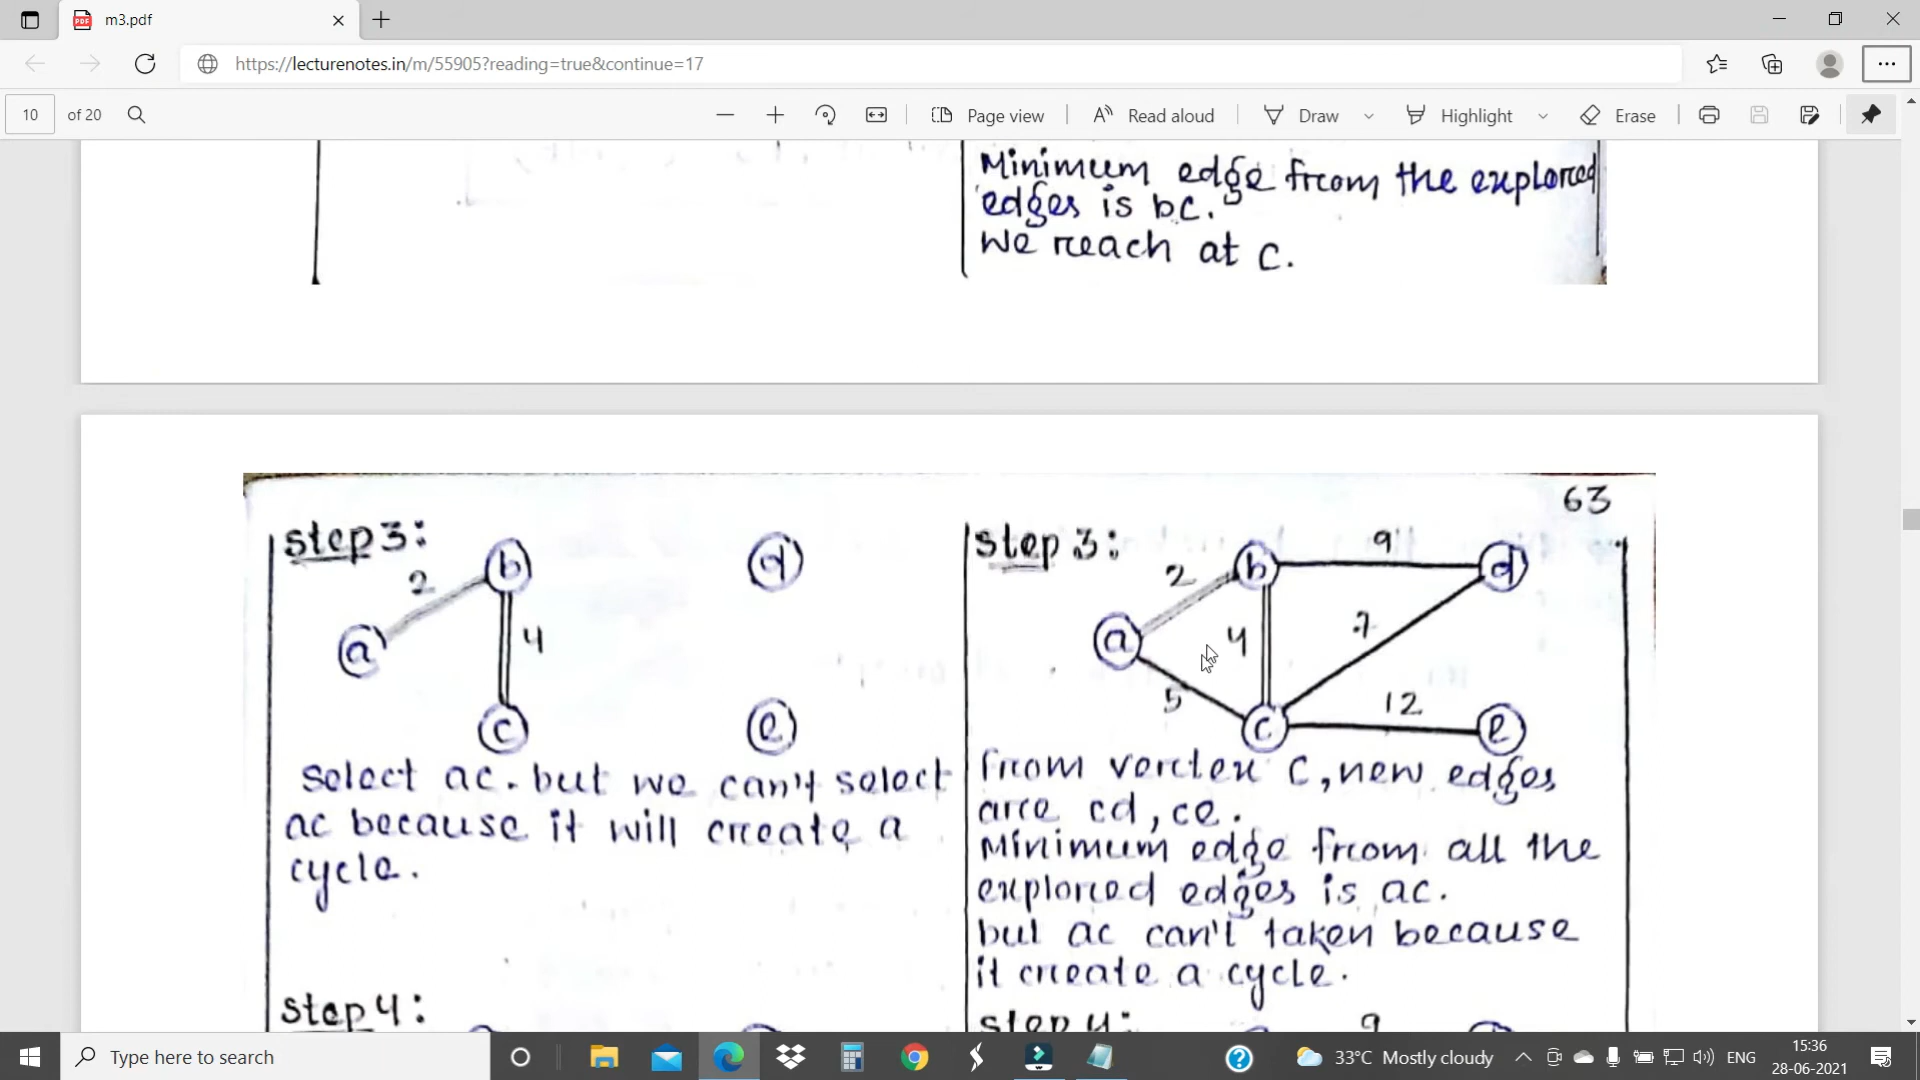 m3.pdf
https://lecturenotes.in/m/55905?reading=true&continue=17
10 of 20
Page view
Read aloud
Draw
Highlight
Erase
Minimum edge from the explored
edges is bc.
We reach at c.
63
step 3:
2
b
d
a
4
c
e
select ac. but we can't select
ac because it will create a
cycle.
step 4:
step 3:
9
2
b
d
a
4
7
5
12
c
e
from vertex c, new edges
are cd, ce.
Minimum edge from all the
explored edges is ac.
but ac can't taken because
it create a cycle.
step 4:
9
Type here to search
33°C Mostly cloudy
ENG
15:36
28-06-2021